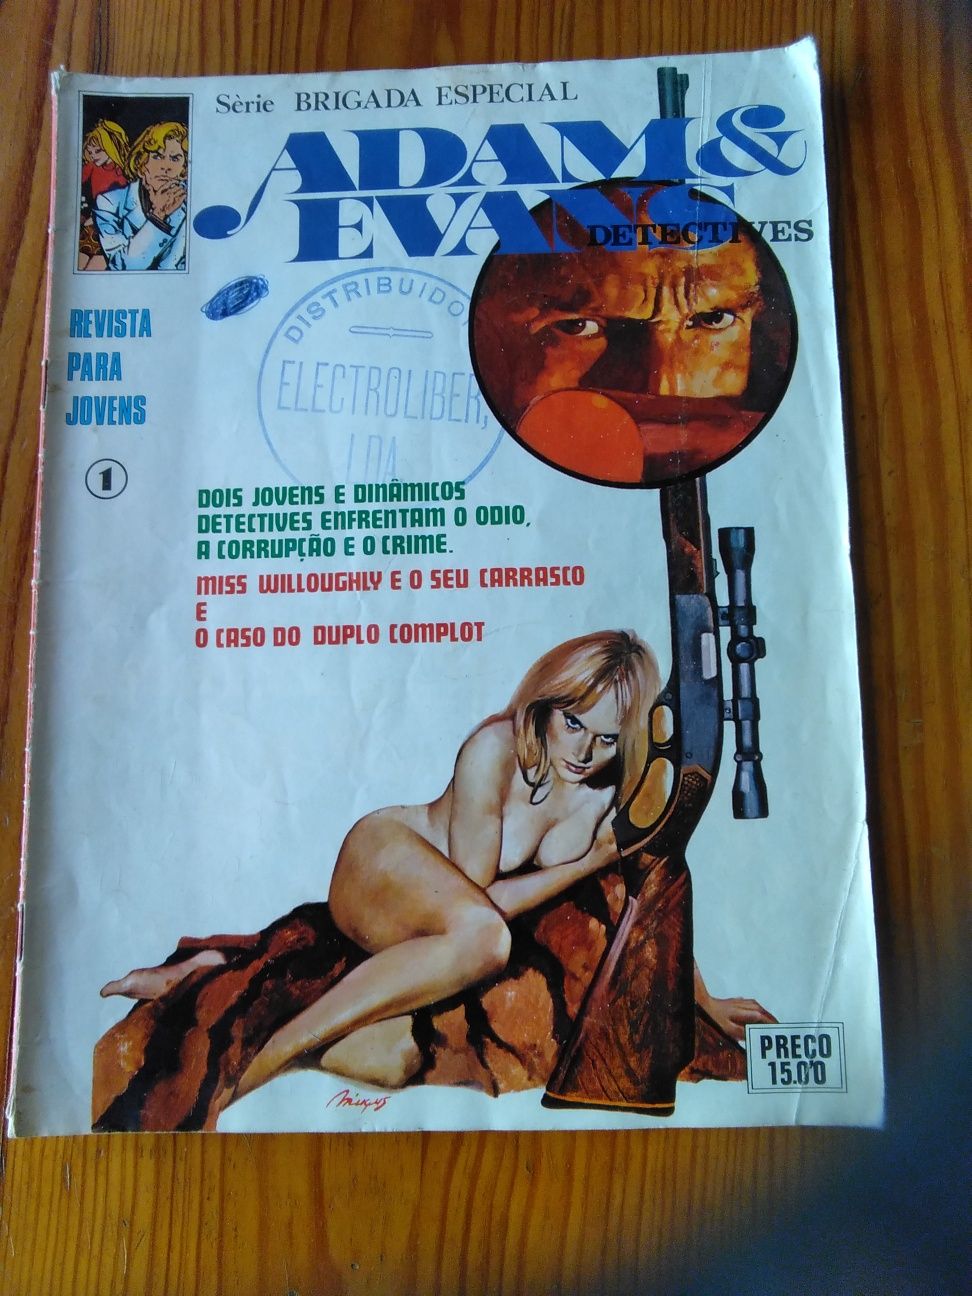 Sèrie BRIGADA ESPECIAL
ADAM &
EVANS
DETECTIVES
REVISTA
PARA
JOVENS
1
DISTRIBUIDO
ELECTROLIBER,
LDA
DOIS JOVENS E DINÂMICOS
DETECTIVES ENFRENTAM O ODIO,
A CORRUPÇÃO E O CRIME.
MISS WILLOUGHLY E O SEU CARRASCO
E
O CASO DO DUPLO COMPLOT
PREÇO
15.00